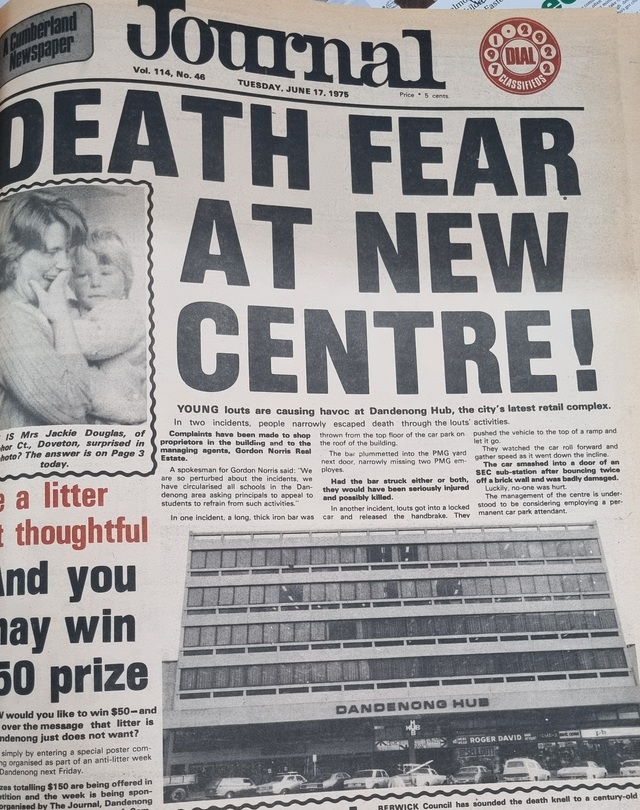 A Cumberland
Newspaper
Journal
Vol. 114, No. 46
TUESDAY, JUNE 17, 1975
Price * 5 cents
DIAL
CLASSIFIEDS
DEATH FEAR
AT NEW
CENTRE!
YOUNG louts are causing havoc at Dandenong Hub, the city's latest retail complex.
In two incidents, people narrowly escaped death through the louts' activities.
Complaints have been made to shop
proprietors in the building and to the
managing agents, Gordon Norris Real
Estate.
A spokesman for Gordon Norris said: "We
are so perturbed about the incidents, we
have circularised all schools in the Dan-
denong area asking principals to appeal to
students to refrain from such activities."
In one incident, a long, thick iron bar was
thrown from the top floor of the car park on
the roof of the building.
The bar plummetted into the PMG yard
next door, narrowly missing two PMG em-
ployes.
Had the bar struck either or both,
they would have been seriously injured
and possibly killed.
In another incident, louts got into a locked
car and released the handbrake. They
pushed the vehicle to the top of a ramp and
let it go.
They watched the car roll forward and
gather speed as it went down the incline.
The car smashed into a door of an
SEC sub-station after bouncing twice
off a brick wall and was badly damaged.
Luckily, no-one was hurt.
The management of the centre is under-
stood to be considering employing a per-
manent car park attendant.
IS Mrs Jackie Douglas, of
Ct., Doveton, surprised in
photo? The answer is on Page 3
today.
a litter
thoughtful
And you
may win
50 prize
would you like to win $50—and
over the message that litter is
Dandenong just does not want?
simply by entering a special poster com-
organised as part of an anti-litter week
Dandenong next Friday.
totalling $150 are being offered in
and the week is being spon-
organised by The Journal, Dandenong
DANDENONG HUB
ROGER DAVID
BERWICK Council has sounded the death knell to a century-old